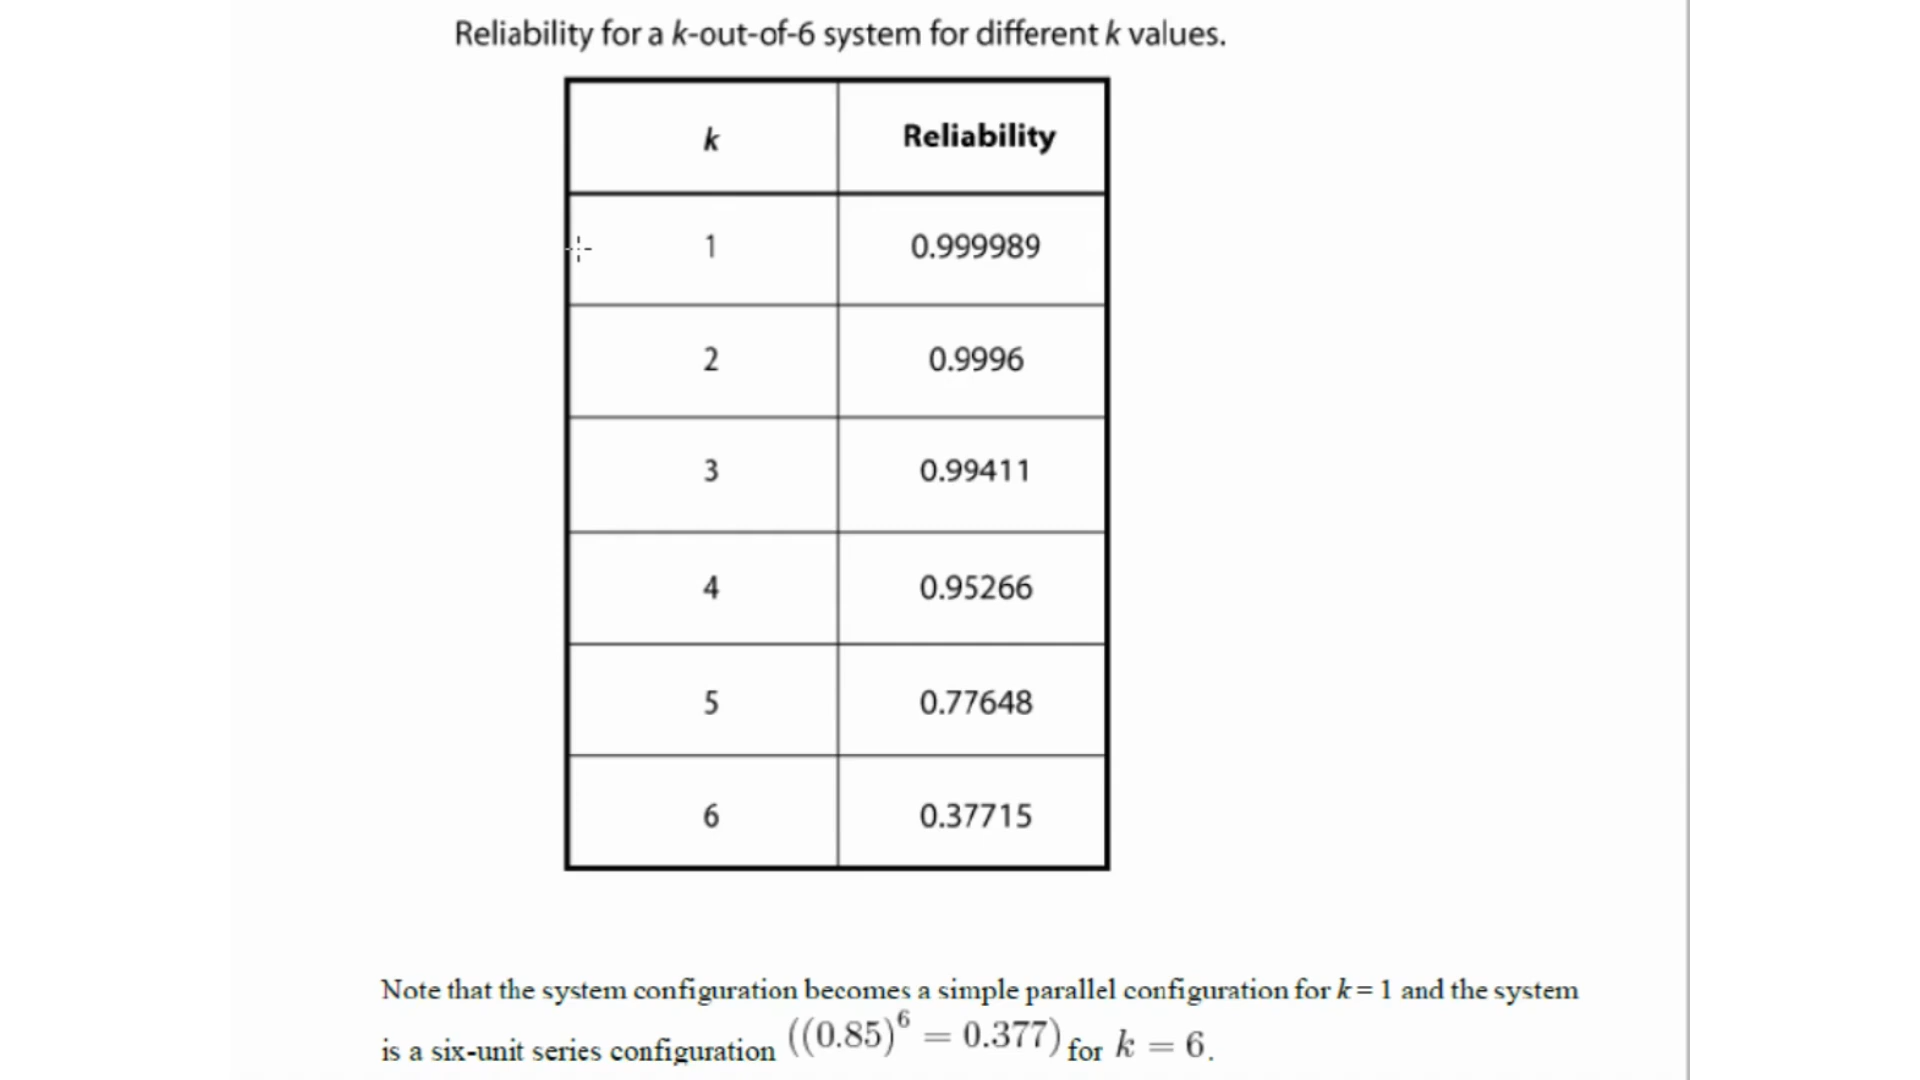 Reliability for a k-out-of-6 system for different k values.
k Reliability
1 0.999989
2 0.9996
3 0.99411
4 0.95266
5 0.77648
6 0.37715
Note that the system configuration becomes a simple parallel configuration for k = 1 and the system
is a six-unit series configuration ((0.85)⁶ = 0.377) for k = 6.